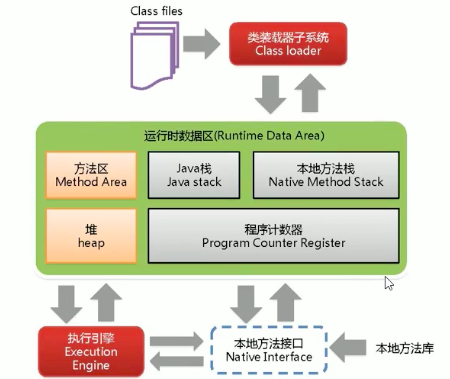 Class files
类装载器子系统
Class loader
运行时数据区(Runtime Data Area)
方法区
Method Area
Java栈
Java stack
本地方法栈
Native Method Stack
堆
heap
程序计数器
Program Counter Register
执行引擎
Execution
Engine
本地方法接口
Native Interface
本地方法库